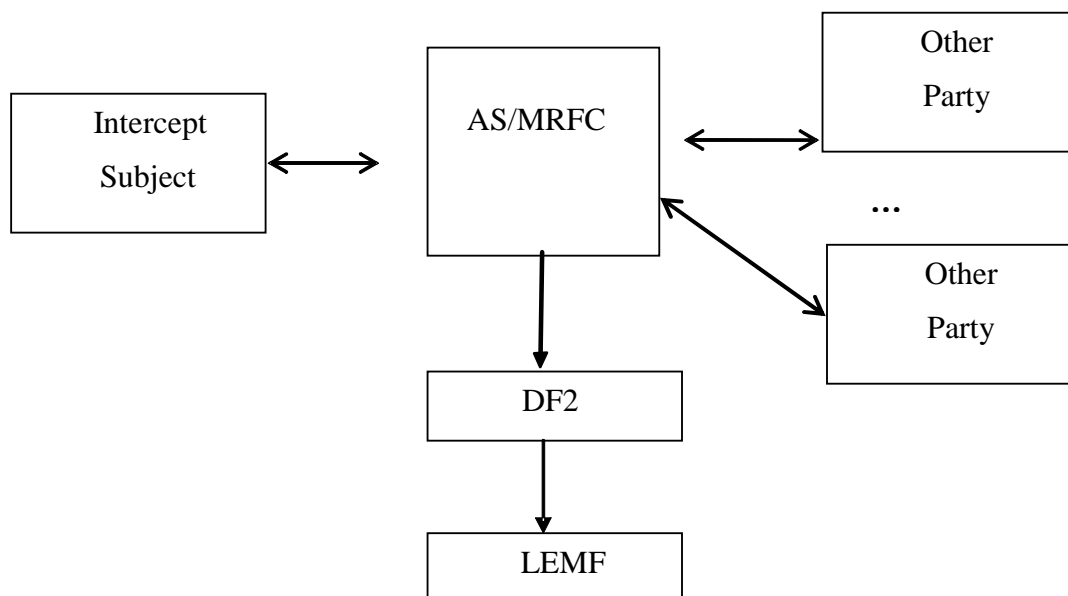 Intercept
Subject
AS/MRFC
Other
Party
...
Other
Party
DF2
LEMF